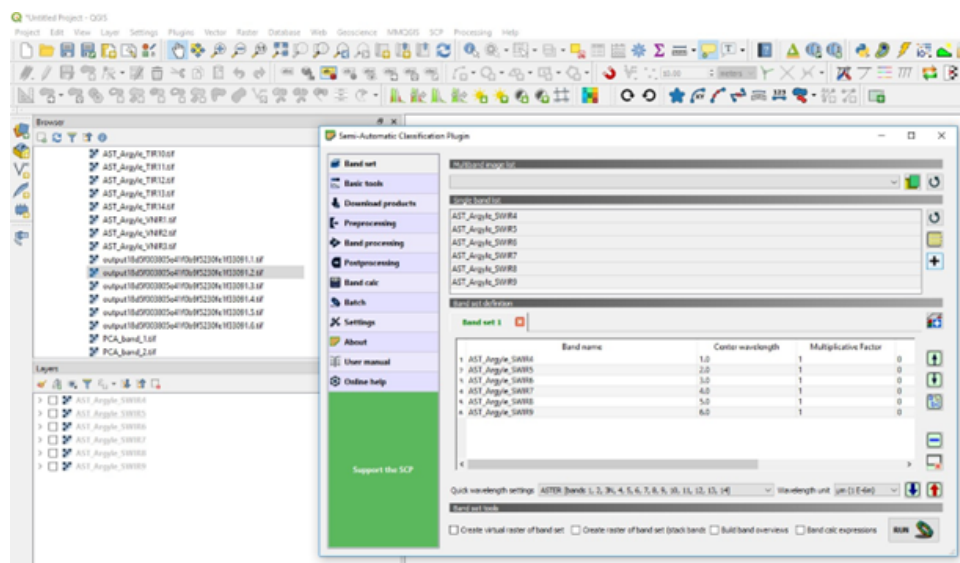 *Untitled Project - QGIS
Project Edit View Layer Settings Plugins Vector Raster Database Web Geoscience MMQGIS SCP Processing Help
Browser
AST_Argyle_TIR10.tif
AST_Argyle_TIR11.tif
AST_Argyle_TIR12.tif
AST_Argyle_TIR13.tif
AST_Argyle_TIR14.tif
AST_Argyle_VNIR1.tif
AST_Argyle_VNIR2.tif
AST_Argyle_VNIR3.tif
PCA_band_1.tif
PCA_band_2.tif
Layers
AST_Argyle_SWIR4
AST_Argyle_SWIR5
AST_Argyle_SWIR6
AST_Argyle_SWIR7
AST_Argyle_SWIR8
AST_Argyle_SWIR9
Semi-Automatic Classification Plugin
Band set
Basic tools
Download products
Preprocessing
Band processing
Postprocessing
Band calc
Batch
Settings
About
User manual
Online help
Support the SCP
Multiband image list
Single band list
AST_Argyle_SWIR4
AST_Argyle_SWIR5
AST_Argyle_SWIR6
AST_Argyle_SWIR7
AST_Argyle_SWIR8
AST_Argyle_SWIR9
Band set definition
Band set 1
Band name Center wavelength Multiplicative Factor
1 AST_Argyle_SWIR4 1.0 1 0
2 AST_Argyle_SWIR5 2.0 1 0
3 AST_Argyle_SWIR6 3.0 1 0
4 AST_Argyle_SWIR7 4.0 1 0
5 AST_Argyle_SWIR8 5.0 1 0
6 AST_Argyle_SWIR9 6.0 1 0
Quick wavelength settings ASTER [bands 1, 2, 3N, 4, 5, 6, 7, 8, 9, 10, 11, 12, 13, 14] Wavelength unit µm (1 E-6m)
Band set tools
Create virtual raster of band set Create raster of band set (stack bands) Build band overviews Band calc expressions RUN